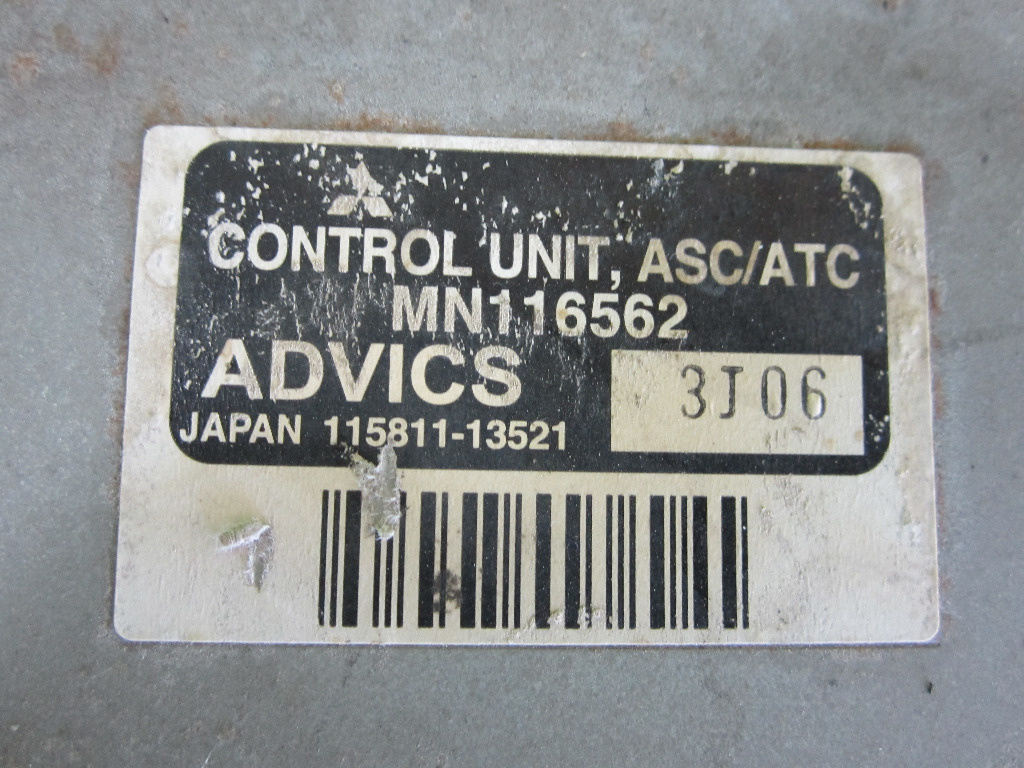 CONTROL UNIT, ASC/ATC
MN116562
ADVICS
3J06
JAPAN 115811-13521